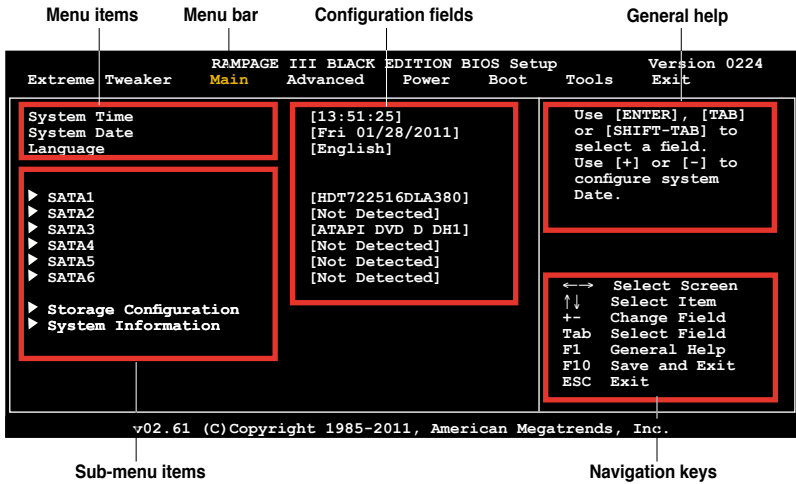 Menu items Menu bar Configuration fields General help
RAMPAGE III BLACK EDITION BIOS Setup Version 0224
Extreme Tweaker Main Advanced Power Boot Tools Exit
System Time [13:51:25]
System Date [Fri 01/28/2011]
Language [English]
▶ SATA1 [HDT722516DLA380]
▶ SATA2 [Not Detected]
▶ SATA3 [ATAPI DVD D DH1]
▶ SATA4 [Not Detected]
▶ SATA5 [Not Detected]
▶ SATA6 [Not Detected]
▶ Storage Configuration
▶ System Information
Use [ENTER], [TAB]
or [SHIFT-TAB] to
select a field.
Use [+] or [-] to
configure system
Date.
←→ Select Screen
↑↓ Select Item
+- Change Field
Tab Select Field
F1 General Help
F10 Save and Exit
ESC Exit
v02.61 (C)Copyright 1985-2011, American Megatrends, Inc.
Sub-menu items Navigation keys